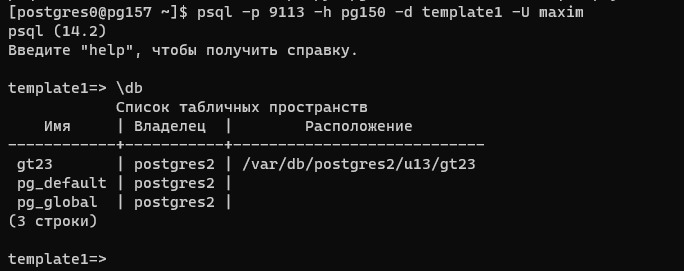 [postgres0@pg157 ~]$ psql -p 9113 -h pg150 -d template1 -U maxim
psql (14.2)
Введите "help", чтобы получить справку.
template1=> \db
Список табличных пространств
Имя | Владелец | Расположение
------------+-----------+----------------------------
gt23 | postgres2 | /var/db/postgres2/u13/gt23
pg_default | postgres2 |
pg_global | postgres2 |
(3 строки)
template1=>